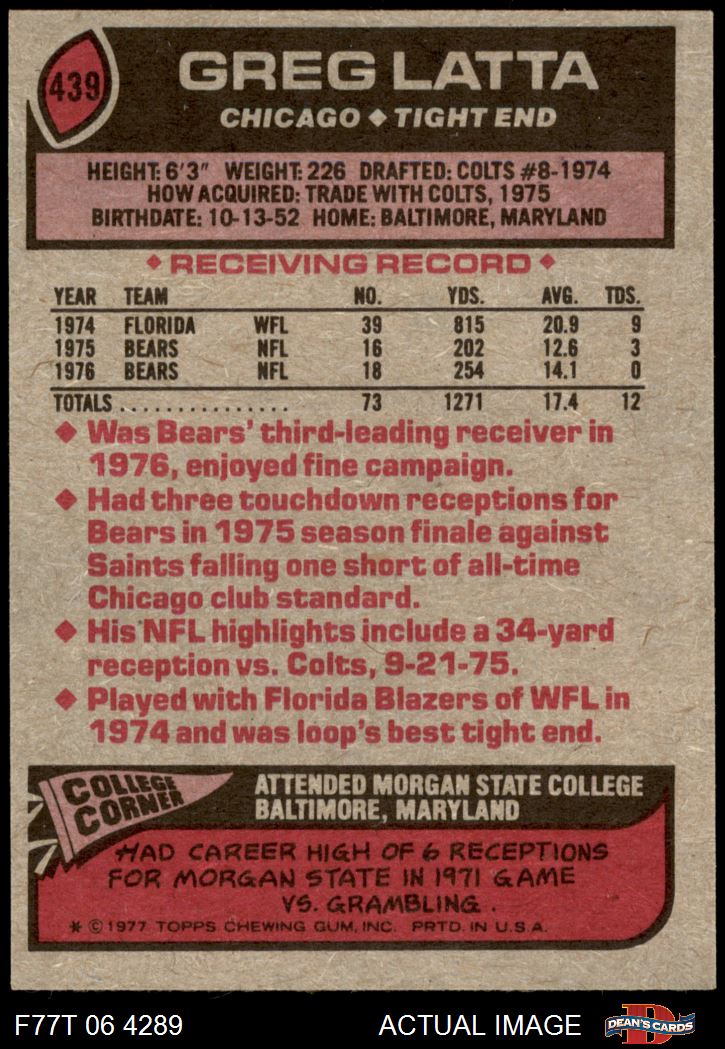 439
GREG LATTA
CHICAGO ◆ TIGHT END
HEIGHT: 6'3" WEIGHT: 226 DRAFTED: COLTS #8-1974
HOW ACQUIRED: TRADE WITH COLTS, 1975
BIRTHDATE: 10-13-52 HOME: BALTIMORE, MARYLAND
◆ RECEIVING RECORD ◆
YEAR TEAM NO. YDS. AVG. TDS.
1974 FLORIDA WFL 39 815 20.9 9
1975 BEARS NFL 16 202 12.6 3
1976 BEARS NFL 18 254 14.1 0
TOTALS ................ 73 1271 17.4 12
◆ Was Bears' third-leading receiver in
1976, enjoyed fine campaign.
◆ Had three touchdown receptions for
Bears in 1975 season finale against
Saints falling one short of all-time
Chicago club standard.
◆ His NFL highlights include a 34-yard
reception vs. Colts, 9-21-75.
◆ Played with Florida Blazers of WFL in
1974 and was loop's best tight end.
COLLEGE
CORNER
ATTENDED MORGAN STATE COLLEGE
BALTIMORE, MARYLAND
HAD CAREER HIGH OF 6 RECEPTIONS
FOR MORGAN STATE IN 1971 GAME
VS. GRAMBLING.
* © 1977 TOPPS CHEWING GUM, INC. PRTD. IN U.S.A.
F77T 06 4289 ACTUAL IMAGE
DEAN'S CARDS